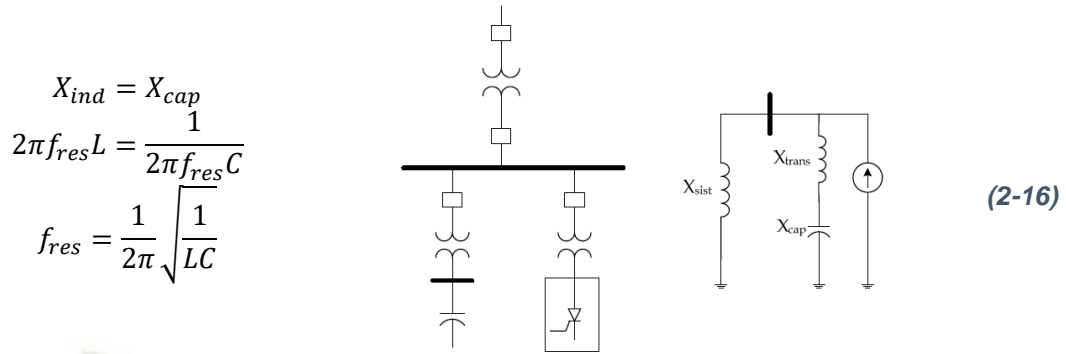 X_ind = X_cap
2πf_res L = 1 / 2πf_res C
f_res = 1/2π √(1/LC)
X_sist
X_trans
X_cap
(2-16)